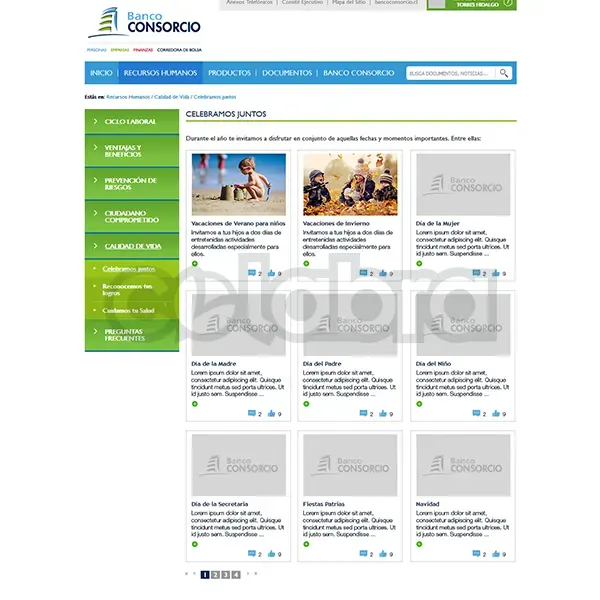 Anexos Telefónicos | Comité Ejecutivo | Mapa del Sitio | bancoconsorcio.cl
TORRES HIDALGO
?
Banco
CONSORCIO
PERSONAS EMPRESAS FINANZAS CORREDORA DE BOLSA
INICIO | RECURSOS HUMANOS | PRODUCTOS | DOCUMENTOS | BANCO CONSORCIO
BUSCA DOCUMENTOS, NOTICIAS...
Estás en: Recursos Humanos / Calidad de Vida / Celebramos juntos
CICLO LABORAL
VENTAJAS Y
BENEFICIOS
PREVENCIÓN DE
RIESGOS
CIUDADANO
COMPROMETIDO
CALIDAD DE VIDA
Celebramos juntos
Reconocemos tus
logros
Cuidamos tu Salud
PREGUNTAS
FRECUENTES
CELEBRAMOS JUNTOS
Durante el año te invitamos a disfrutar en conjunto de aquellas fechas y momentos importantes. Entre ellas:
Vacaciones de Verano para niños
Invitamos a tus hijos a dos días de
entretenidas actividades
desarrolladas especialmente para
ellos.
2 9
Vacaciones de Invierno
Invitamos a tus hijos a dos días de
entretenidas actividades
desarrolladas especialmente para
ellos.
2 9
Banco
CONSORCIO
Día de la Mujer
Lorem ipsum dolor sit amet,
consectetur adipiscing elit. Quisque
tincidunt metus sed porta ultrices. Ut
id justo sem. Suspendisse ...
2 9
celabra
Banco
CONSORCIO
Día de la Madre
Lorem ipsum dolor sit amet,
consectetur adipiscing elit. Quisque
tincidunt metus sed porta ultrices. Ut
id justo sem. Suspendisse ...
2 9
Banco
CONSORCIO
Día del Padre
Lorem ipsum dolor sit amet,
consectetur adipiscing elit. Quisque
tincidunt metus sed porta ultrices. Ut
id justo sem. Suspendisse ...
2 9
Banco
CONSORCIO
Día del Niño
Lorem ipsum dolor sit amet,
consectetur adipiscing elit. Quisque
tincidunt metus sed porta ultrices. Ut
id justo sem. Suspendisse ...
2 9
Banco
CONSORCIO
Día de la Secretaria
Lorem ipsum dolor sit amet,
consectetur adipiscing elit. Quisque
tincidunt metus sed porta ultrices. Ut
id justo sem. Suspendisse ...
2 9
Banco
CONSORCIO
Fiestas Patrias
Lorem ipsum dolor sit amet,
consectetur adipiscing elit. Quisque
tincidunt metus sed porta ultrices. Ut
id justo sem. Suspendisse ...
2 9
Banco
CONSORCIO
Navidad
Lorem ipsum dolor sit amet,
consectetur adipiscing elit. Quisque
tincidunt metus sed porta ultrices. Ut
id justo sem. Suspendisse ...
2 9
1 2 3 4